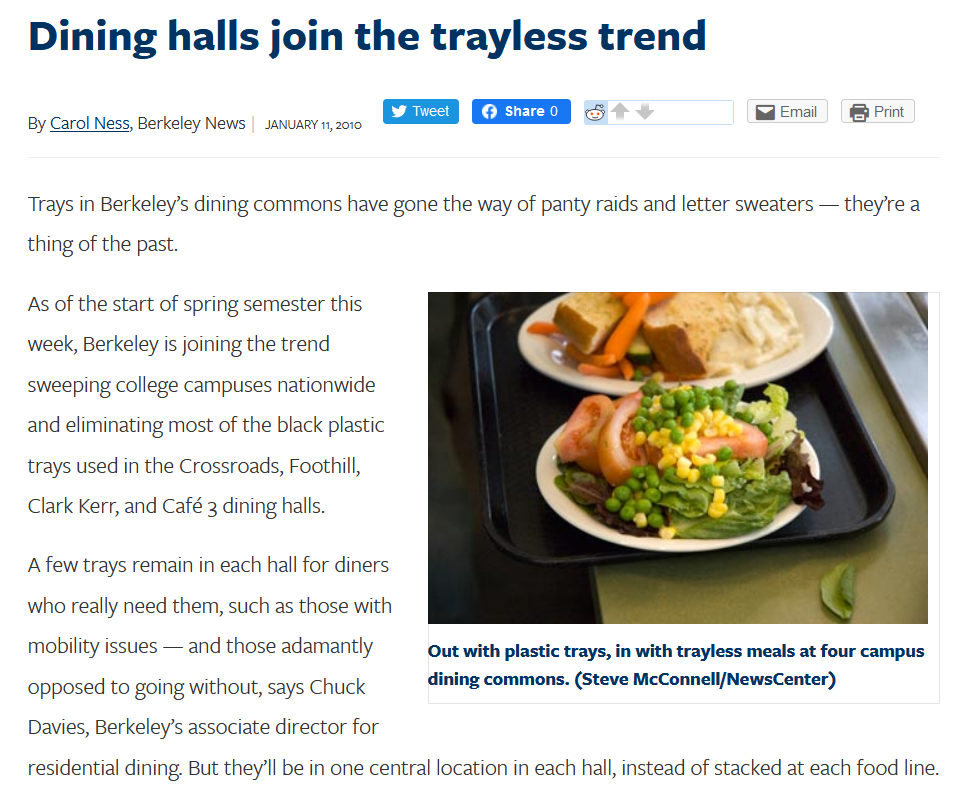 Dining halls join the trayless trend
By Carol Ness, Berkeley News | JANUARY 11, 2010
Tweet
Share 0
Email
Print
Trays in Berkeley’s dining commons have gone the way of panty raids and letter sweaters — they’re a
thing of the past.
As of the start of spring semester this
week, Berkeley is joining the trend
sweeping college campuses nationwide
and eliminating most of the black plastic
trays used in the Crossroads, Foothill,
Clark Kerr, and Café 3 dining halls.
A few trays remain in each hall for diners
who really need them, such as those with
mobility issues — and those adamantly
opposed to going without, says Chuck
Davies, Berkeley’s associate director for
residential dining. But they’ll be in one central location in each hall, instead of stacked at each food line.
Out with plastic trays, in with trayless meals at four campus
dining commons. (Steve McConnell/NewsCenter)